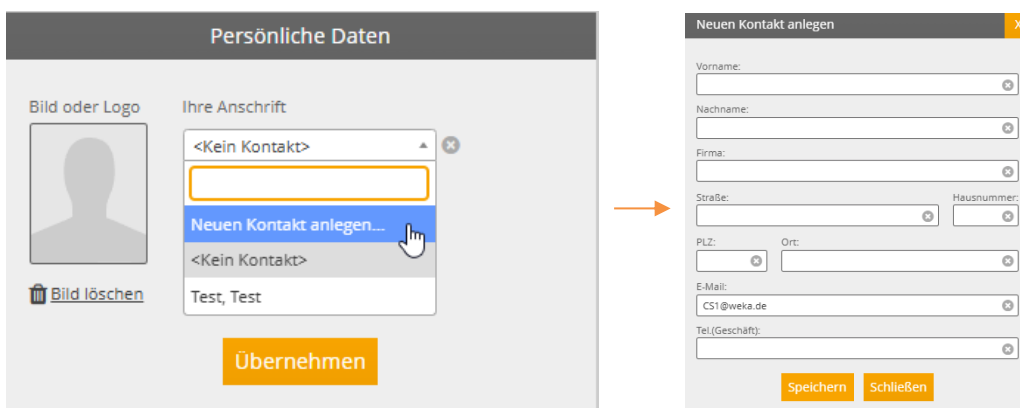 Persönliche Daten
Bild oder Logo
Ihre Anschrift
<Kein Kontakt>
Neuen Kontakt anlegen...
<Kein Kontakt>
Test, Test
Bild löschen
Übernehmen
Neuen Kontakt anlegen
X
Vorname:
Nachname:
Firma:
Straße: Hausnummer:
PLZ: Ort:
E-Mail:
CS1@weka.de
Tel.(Geschäft):
Speichern Schließen